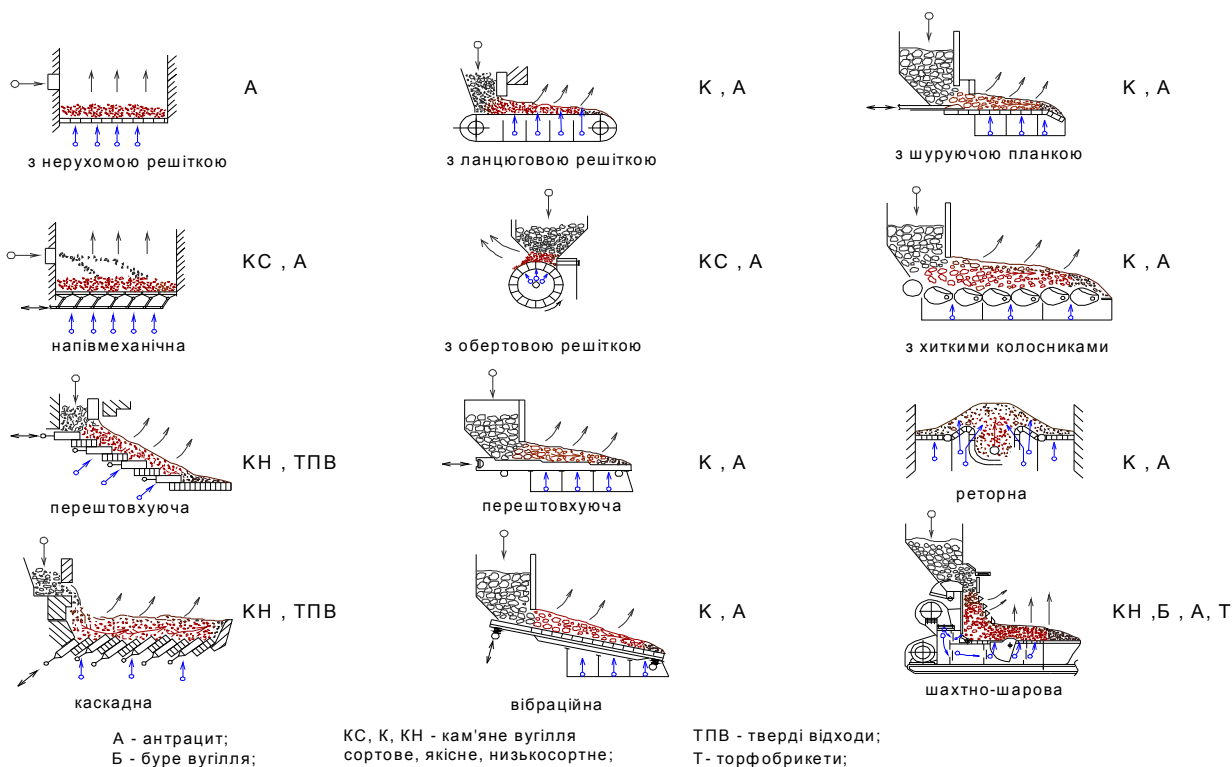 А
К , А
К , А
з нерухомою решіткою
з ланцюговою решіткою
з шуруючою планкою
КС , А
КС , А
К , А
напівмеханічна
з обертовою решіткою
з хиткими колосниками
КН , ТПВ
К , А
К , А
перештовхуюча
перештовхуюча
реторна
КН , ТПВ
К , А
КН ,Б , А, Т
каскадна
вібраційна
шахтно-шарова
А - антрацит;
Б - буре вугілля;
КС, К, КН - кам'яне вугілля
сортове, якісне, низькосортне;
ТПВ - тверді відходи;
Т- торфобрикети;